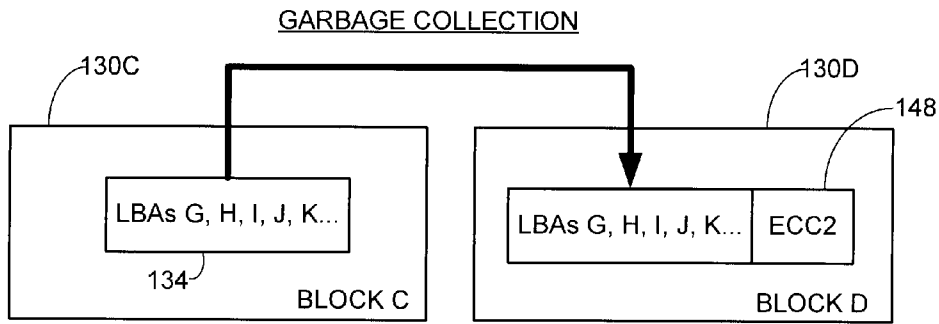 GARBAGE COLLECTION
130C
130D
148
LBAs G, H, I, J, K...
LBAs G, H, I, J, K...
ECC2
134
BLOCK C
BLOCK D